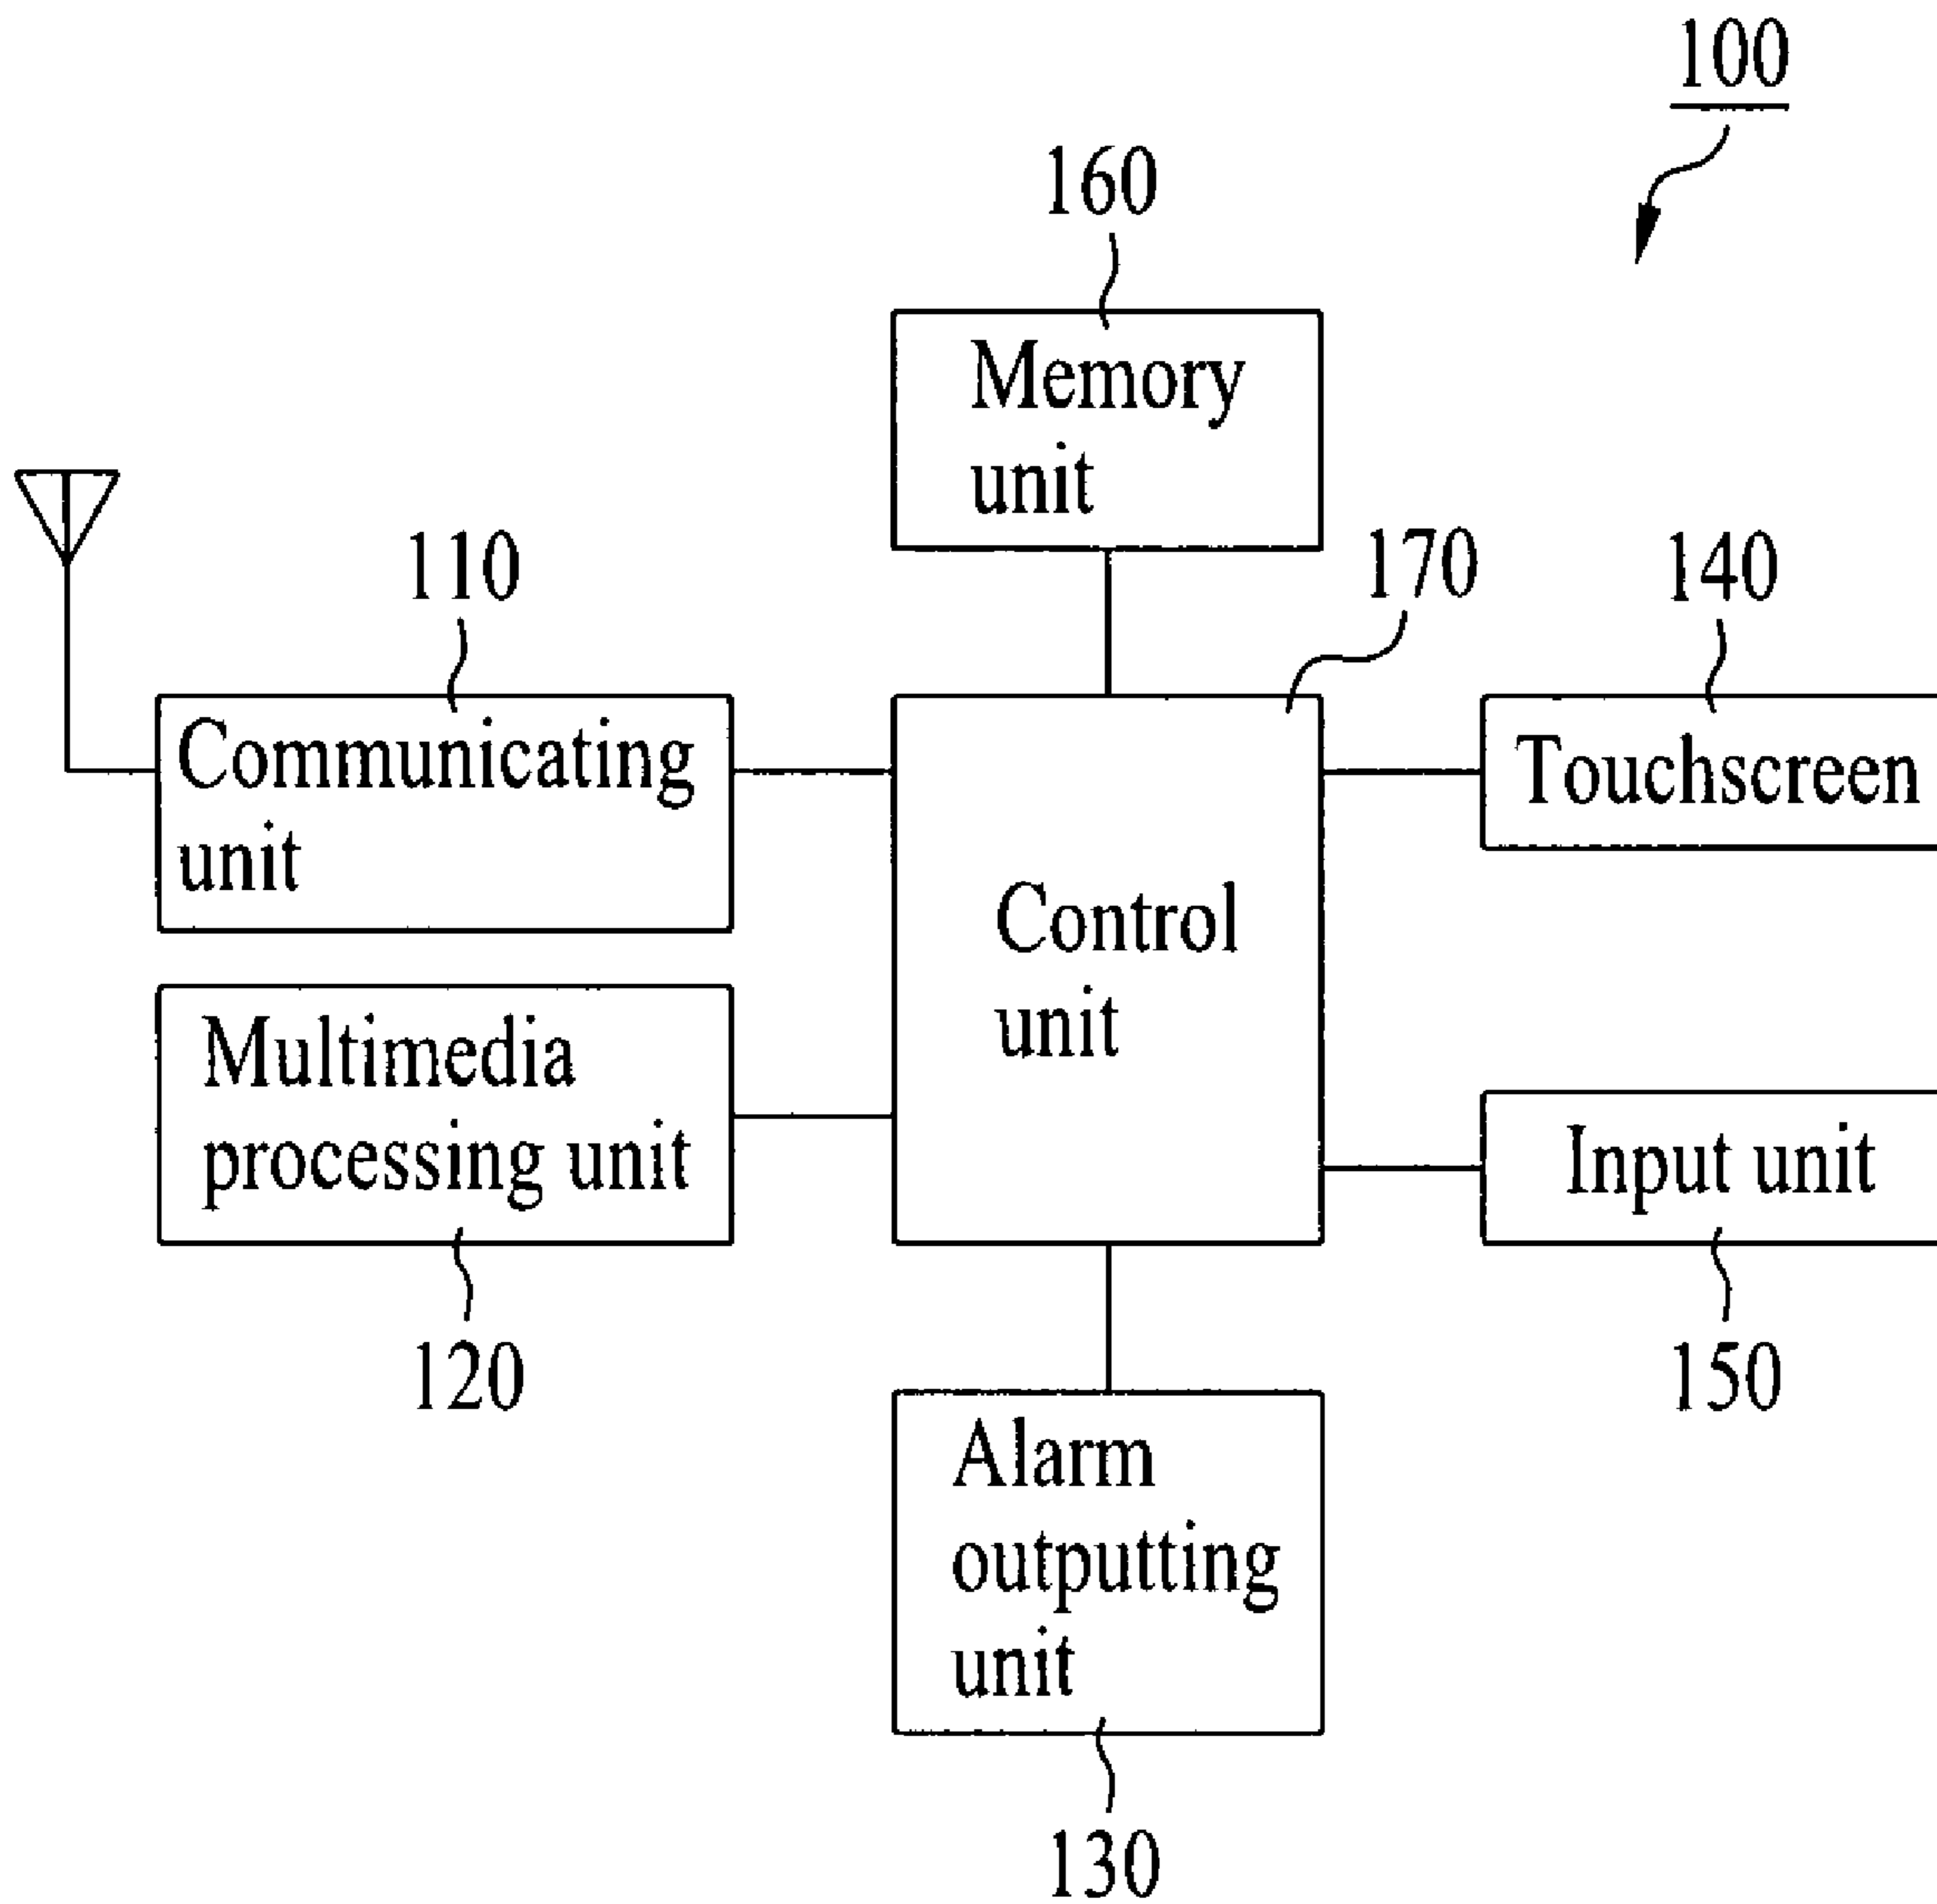 100
160
Memory
unit
110
170
140
Communicating
unit
Touchscreen
Control
unit
Multimedia
processing unit
Input unit
120
150
Alarm
outputting
unit
130